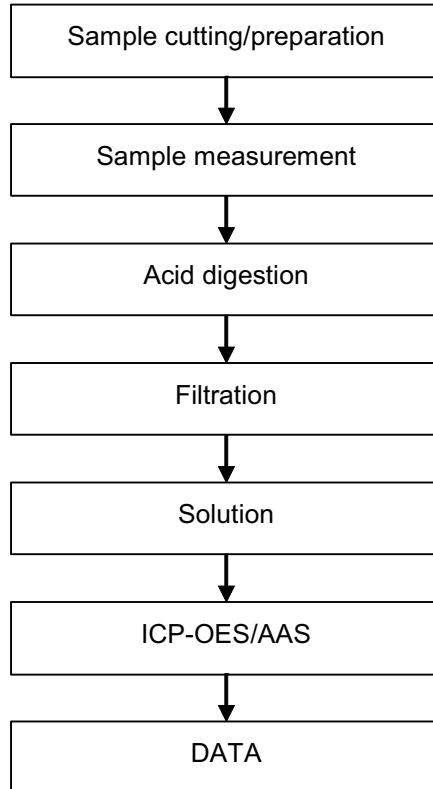 Sample cutting/preparation
Sample measurement
Acid digestion
Filtration
Solution
ICP-OES/AAS
DATA